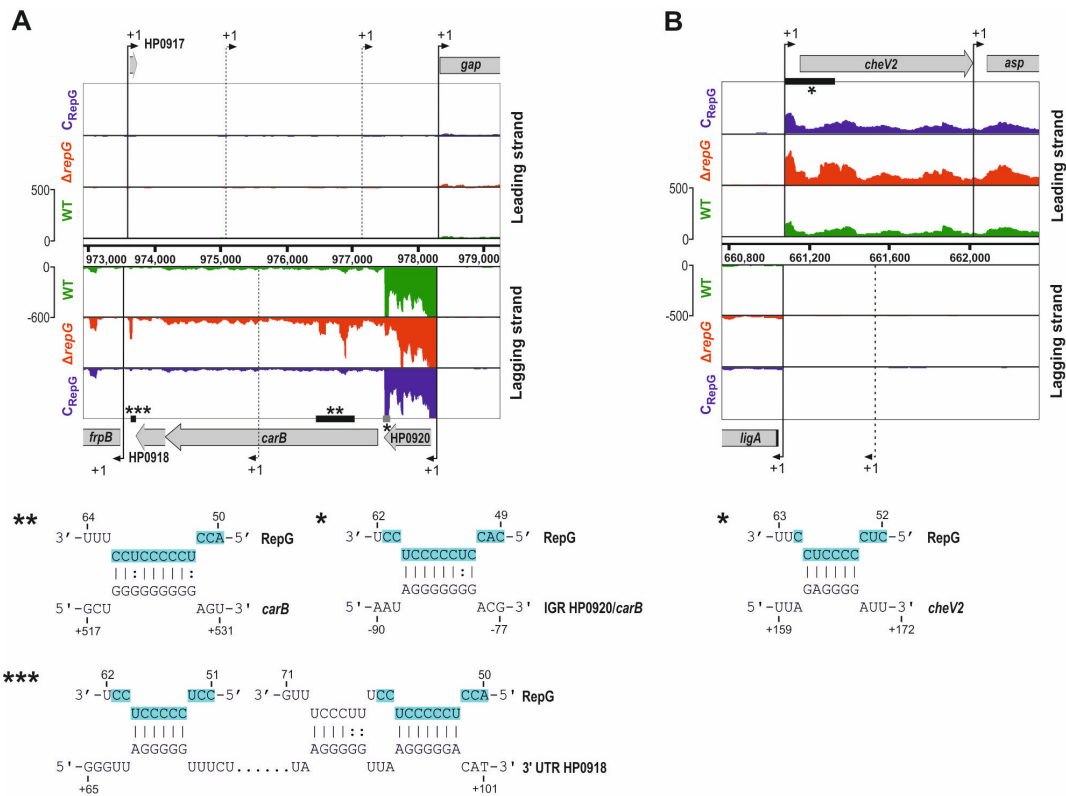 A
+1 HP0917 +1 +1 +1
gap
C_RepG
ΔrepG
WT
500
0
Leading strand
973,000 974,000 975,000 976,000 977,000 978,000 979,000
0
-600
WT
ΔrepG
C_RepG
Lagging strand
*** ** *
frpB HP0918 carB HP0920
+1 +1 +1
B
+1 +1
cheV2 asp
*
C_RepG
ΔrepG
WT
500
0
Leading strand
660,800 661,200 661,600 662,000
0
-500
WT
ΔrepG
C_RepG
Lagging strand
ligA
+1 +1
**
64 50
3'-UUU CCA-5' RepG
CCUCCCCCU
||:|||||:
GGGGGGGGG
5'-GCU AGU-3' carB
+517 +531
*
62 49
3'-UCC CAC-5' RepG
UCCCCCUC
||||||:|
AGGGGGGG
5'-AAU ACG-3' IGR HP0920/carB
-90 -77
*
63 52
3'-UUC CUC-5' RepG
CUCCCC
||||||
GAGGGG
5'-UUA AUU-3' cheV2
+159 +172
***
62 51 71 50
3'-UCC UCC-5' 3'-GUU UCC CCA-5' RepG
UCCCCC UCCCUU UCCCCCU
|||||| ||||:: |||||||
AGGGGG AGGGGG AGGGGGA
5'-GGGUU UUUCU......UA UUA CAT-3' 3' UTR HP0918
+65 +101